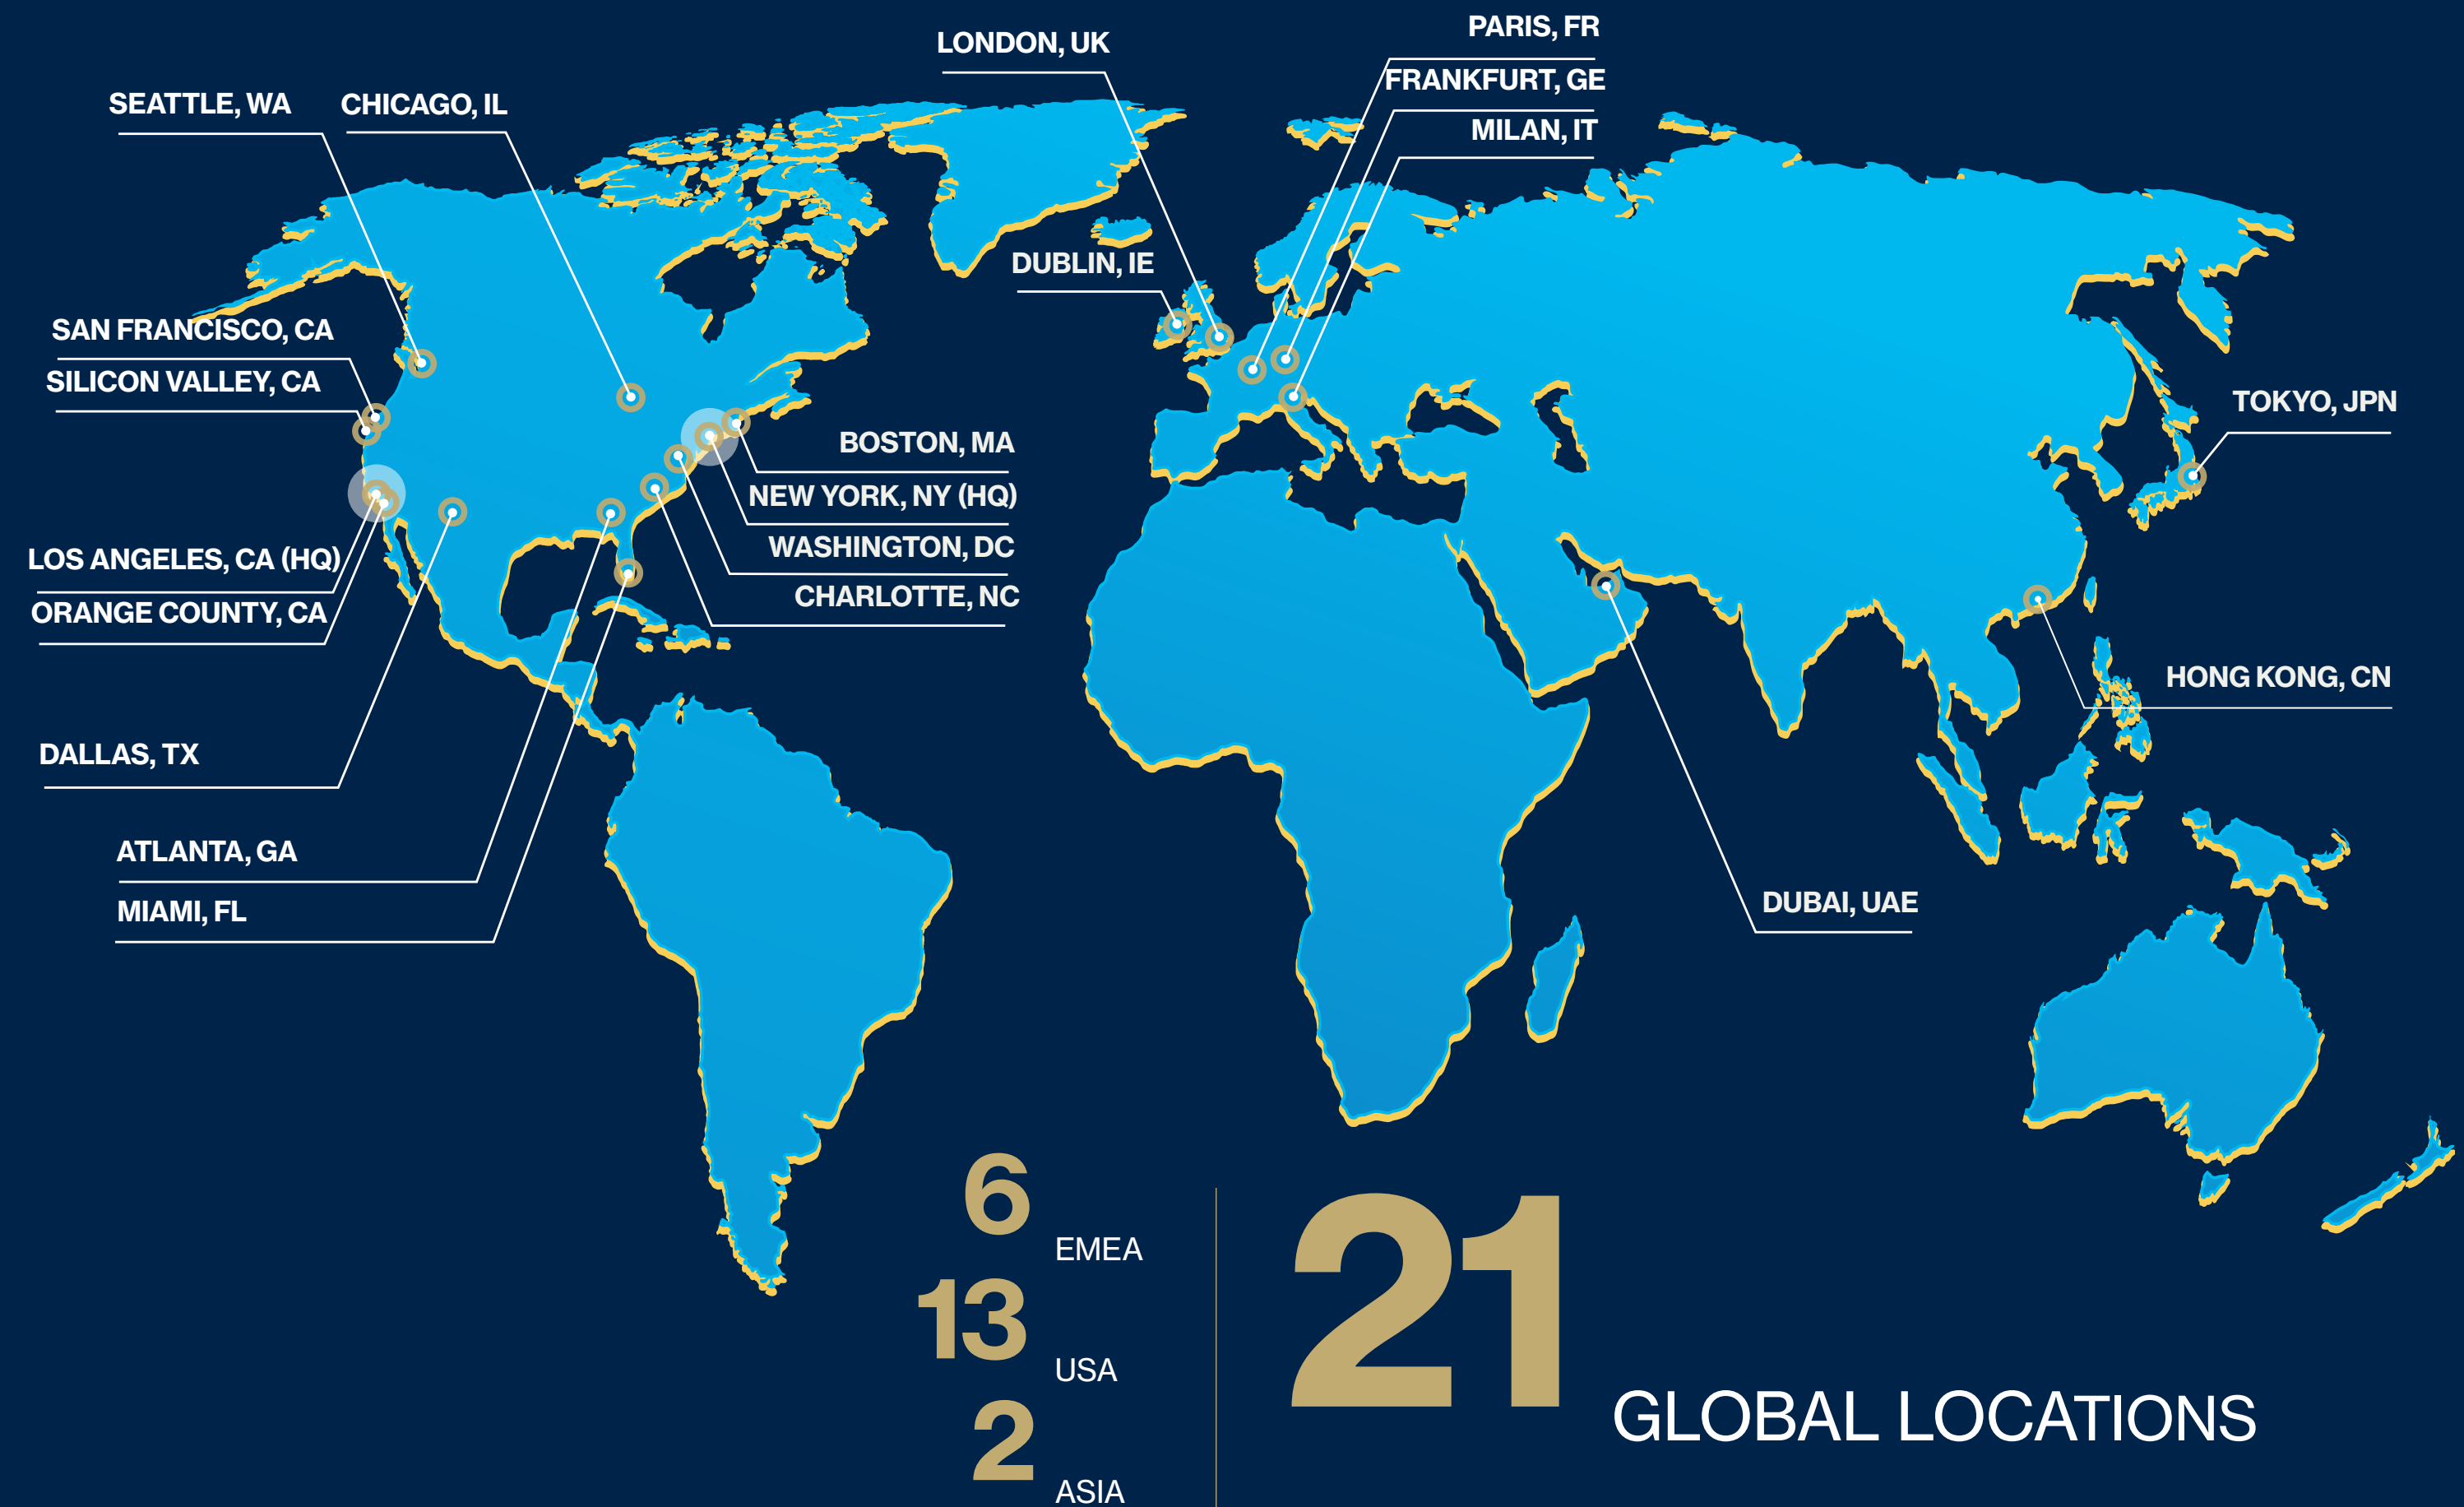 PARIS, FR
LONDON, UK
FRANKFURT, GE
SEATTLE, WA
CHICAGO, IL
MILAN, IT
DUBLIN, IE
SAN FRANCISCO, CA
SILICON VALLEY, CA
TOKYO, JPN
BOSTON, MA
NEW YORK, NY (HQ)
WASHINGTON, DC
LOS ANGELES, CA (HQ)
CHARLOTTE, NC
ORANGE COUNTY, CA
HONG KONG, CN
DALLAS, TX
ATLANTA, GA
DUBAI, UAE
MIAMI, FL
6 EMEA
13 USA
2 ASIA
21 GLOBAL LOCATIONS